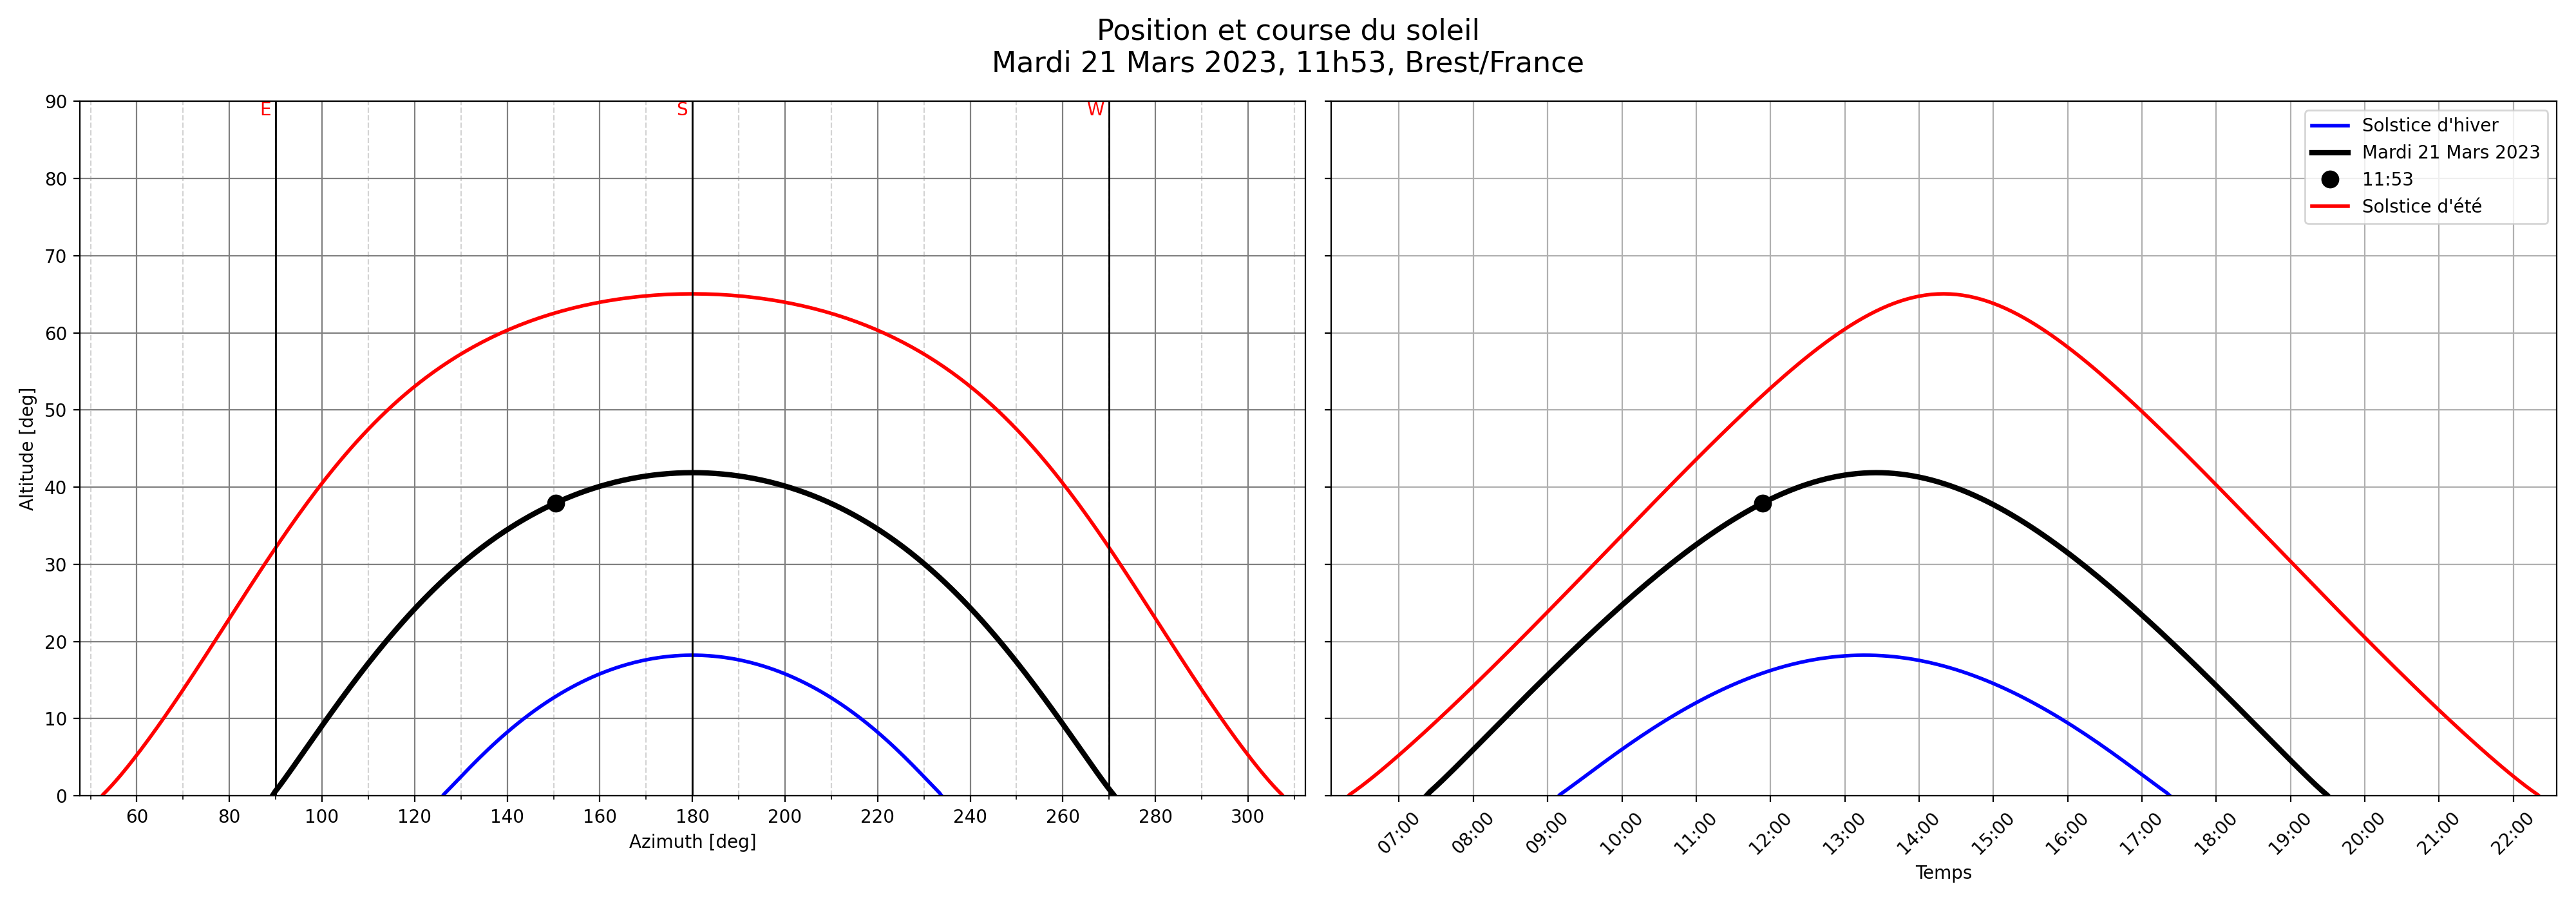 Position et course du soleil
Mardi 21 Mars 2023, 11h53, Brest/France
E S W
90
80
70
60
50
40
30
20
10
0
Altitude [deg]
60 80 100 120 140 160 180 200 220 240 260 280 300
Azimuth [deg]
Solstice d'hiver
Mardi 21 Mars 2023
11:53
Solstice d'été
07:00 08:00 09:00 10:00 11:00 12:00 13:00 14:00 15:00 16:00 17:00 18:00 19:00 20:00 21:00 22:00
Temps